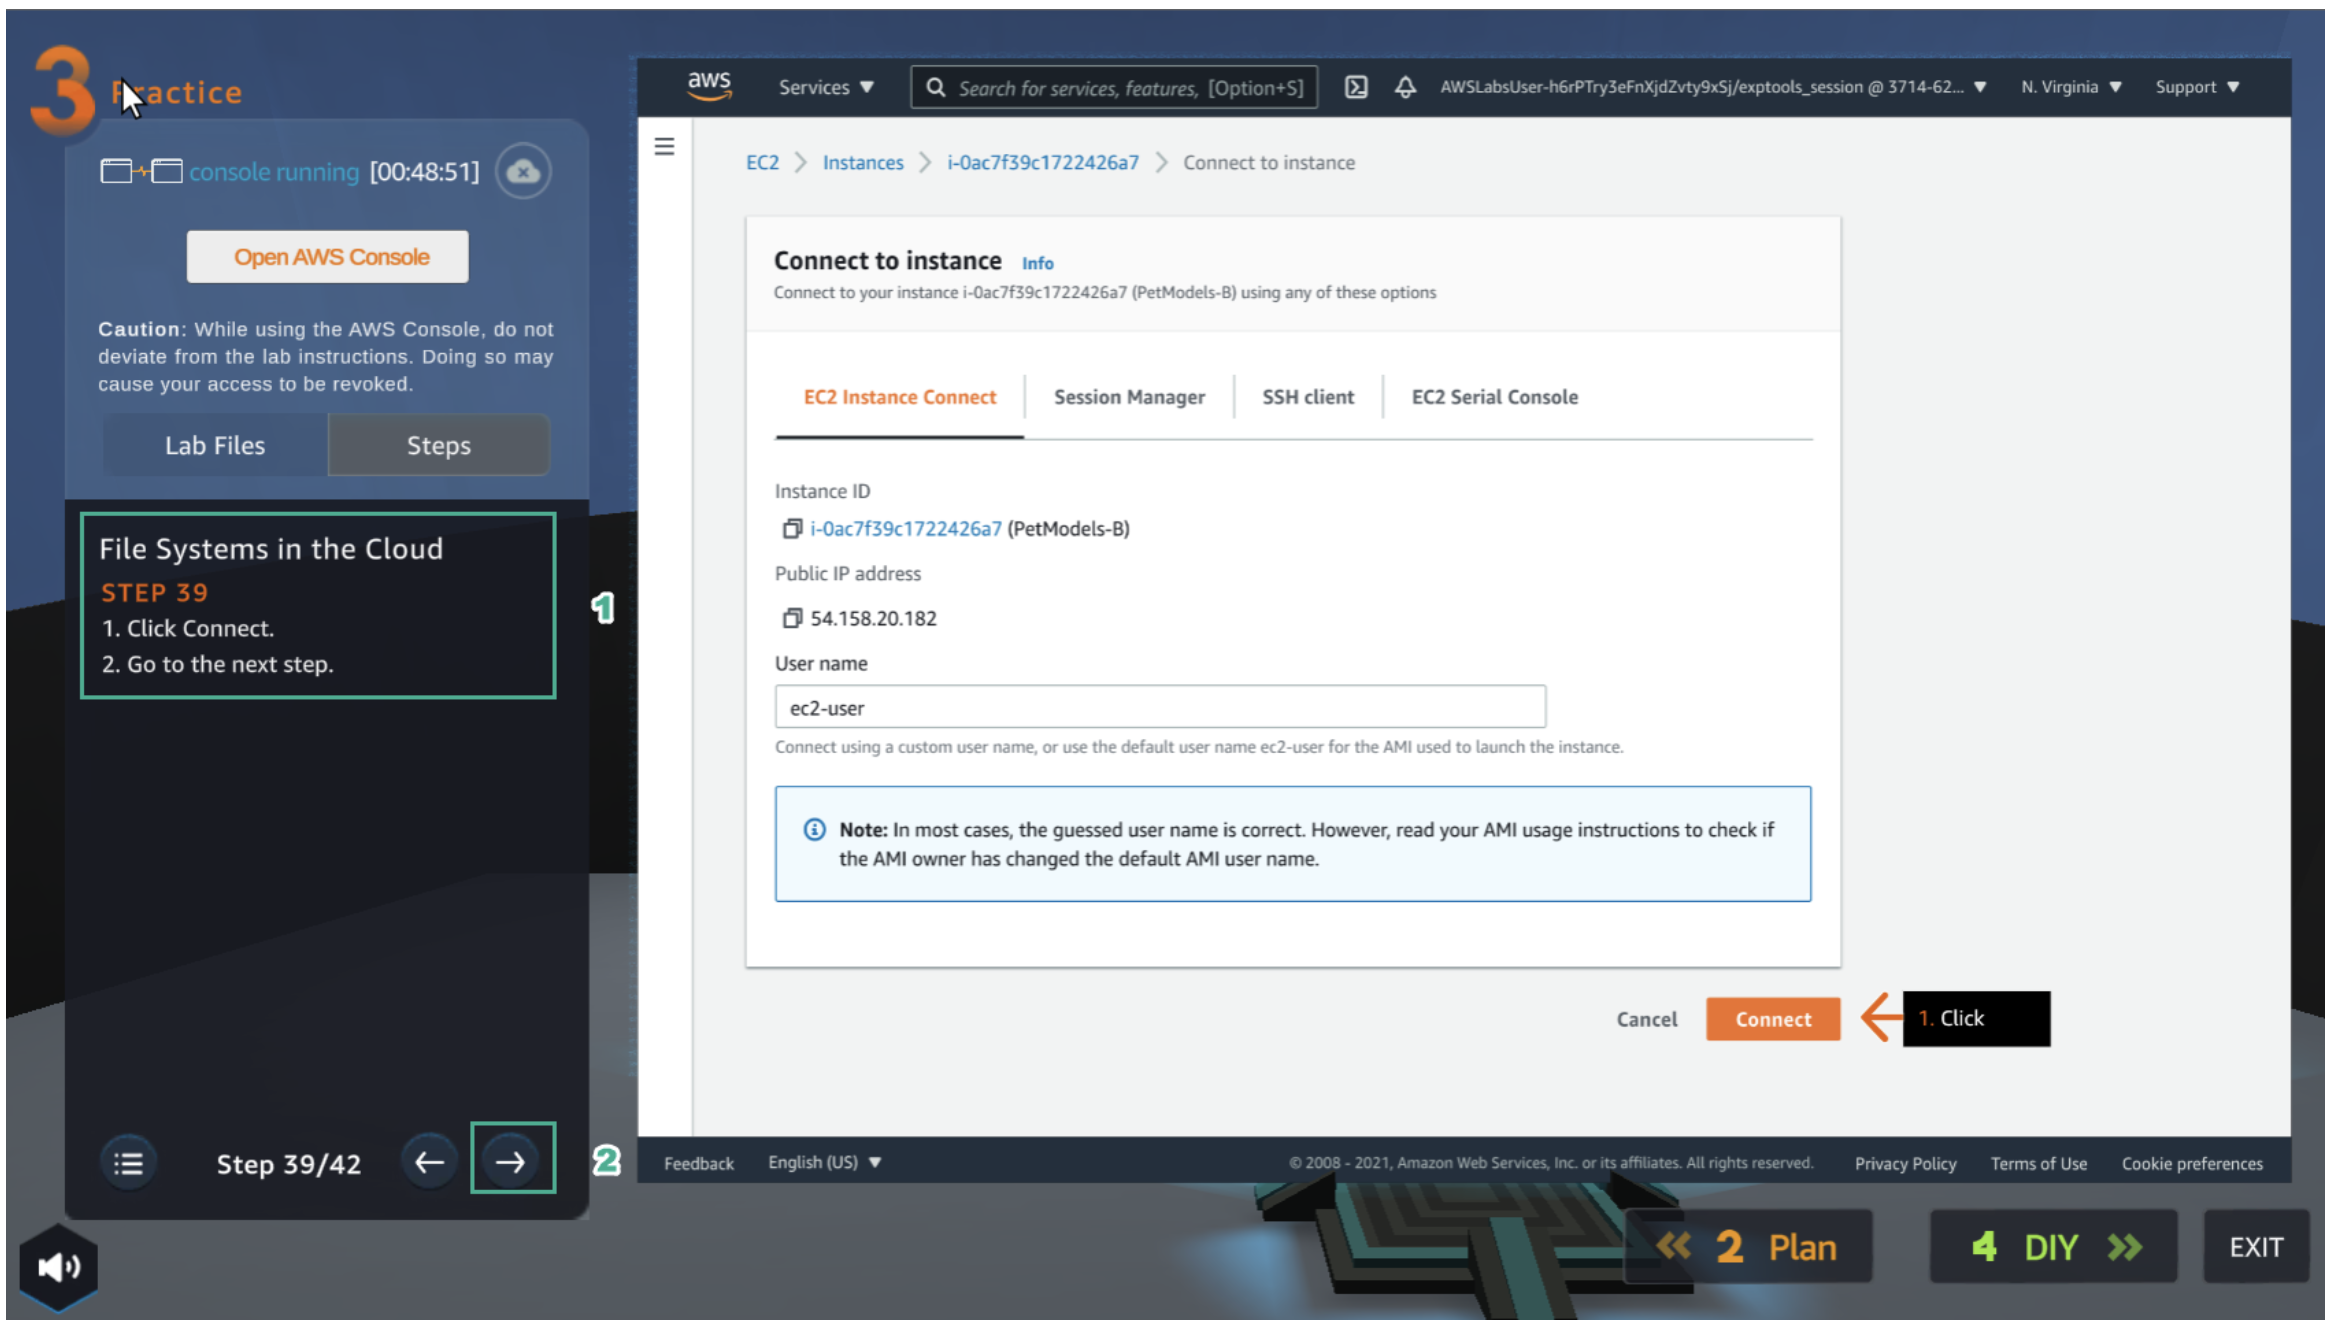 3 Practice
console running [00:48:51]
Open AWS Console
Caution: While using the AWS Console, do not
deviate from the lab instructions. Doing so may
cause your access to be revoked.
Lab Files
Steps
File Systems in the Cloud
STEP 39
1. Click Connect.
2. Go to the next step.
1
Step 39/42
2
aws
Services ▼
Search for services, features, [Option+S]
AWSLabsUser-h6rPTry3eFnXjdZvty9xSj/exptools_session @ 3714-62... ▼
N. Virginia ▼
Support ▼
EC2 > Instances > i-0ac7f39c1722426a7 > Connect to instance
Connect to instance Info
Connect to your instance i-0ac7f39c1722426a7 (PetModels-B) using any of these options
EC2 Instance Connect
Session Manager
SSH client
EC2 Serial Console
Instance ID
i-0ac7f39c1722426a7 (PetModels-B)
Public IP address
54.158.20.182
User name
ec2-user
Connect using a custom user name, or use the default user name ec2-user for the AMI used to launch the instance.
Note: In most cases, the guessed user name is correct. However, read your AMI usage instructions to check if
the AMI owner has changed the default AMI user name.
Cancel
Connect
1. Click
Feedback
English (US) ▼
© 2008 - 2021, Amazon Web Services, Inc. or its affiliates. All rights reserved.
Privacy Policy
Terms of Use
Cookie preferences
2 Plan
4 DIY
EXIT